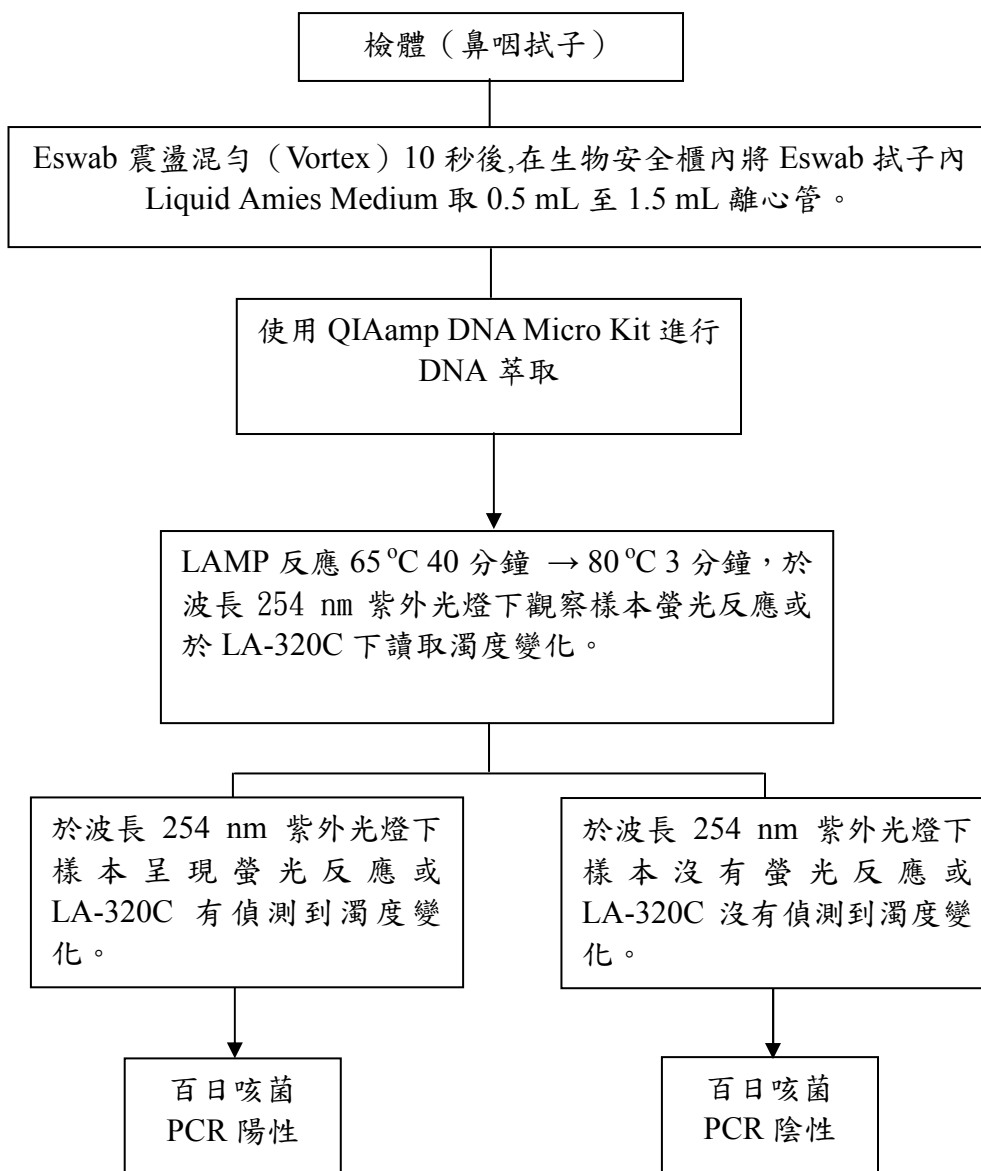 檢體（鼻咽拭子）
Eswab 震盪混勻（Vortex）10 秒後,在生物安全櫃內將 Eswab 拭子內
Liquid Amies Medium 取 0.5 mL 至 1.5 mL 離心管。
使用 QIAamp DNA Micro Kit 進行
DNA 萃取
LAMP 反應 65 °C 40 分鐘 → 80 °C 3 分鐘，於
波長 254 nm 紫外光燈下觀察樣本螢光反應或
於 LA-320C 下讀取濁度變化。
於波長 254 nm 紫外光燈下
樣本呈現螢光反應或
LA-320C 有偵測到濁度變
化。
於波長 254 nm 紫外光燈下
樣本沒有螢光反應或
LA-320C 沒有偵測到濁度變
化。
百日咳菌
PCR 陽性
百日咳菌
PCR 陰性